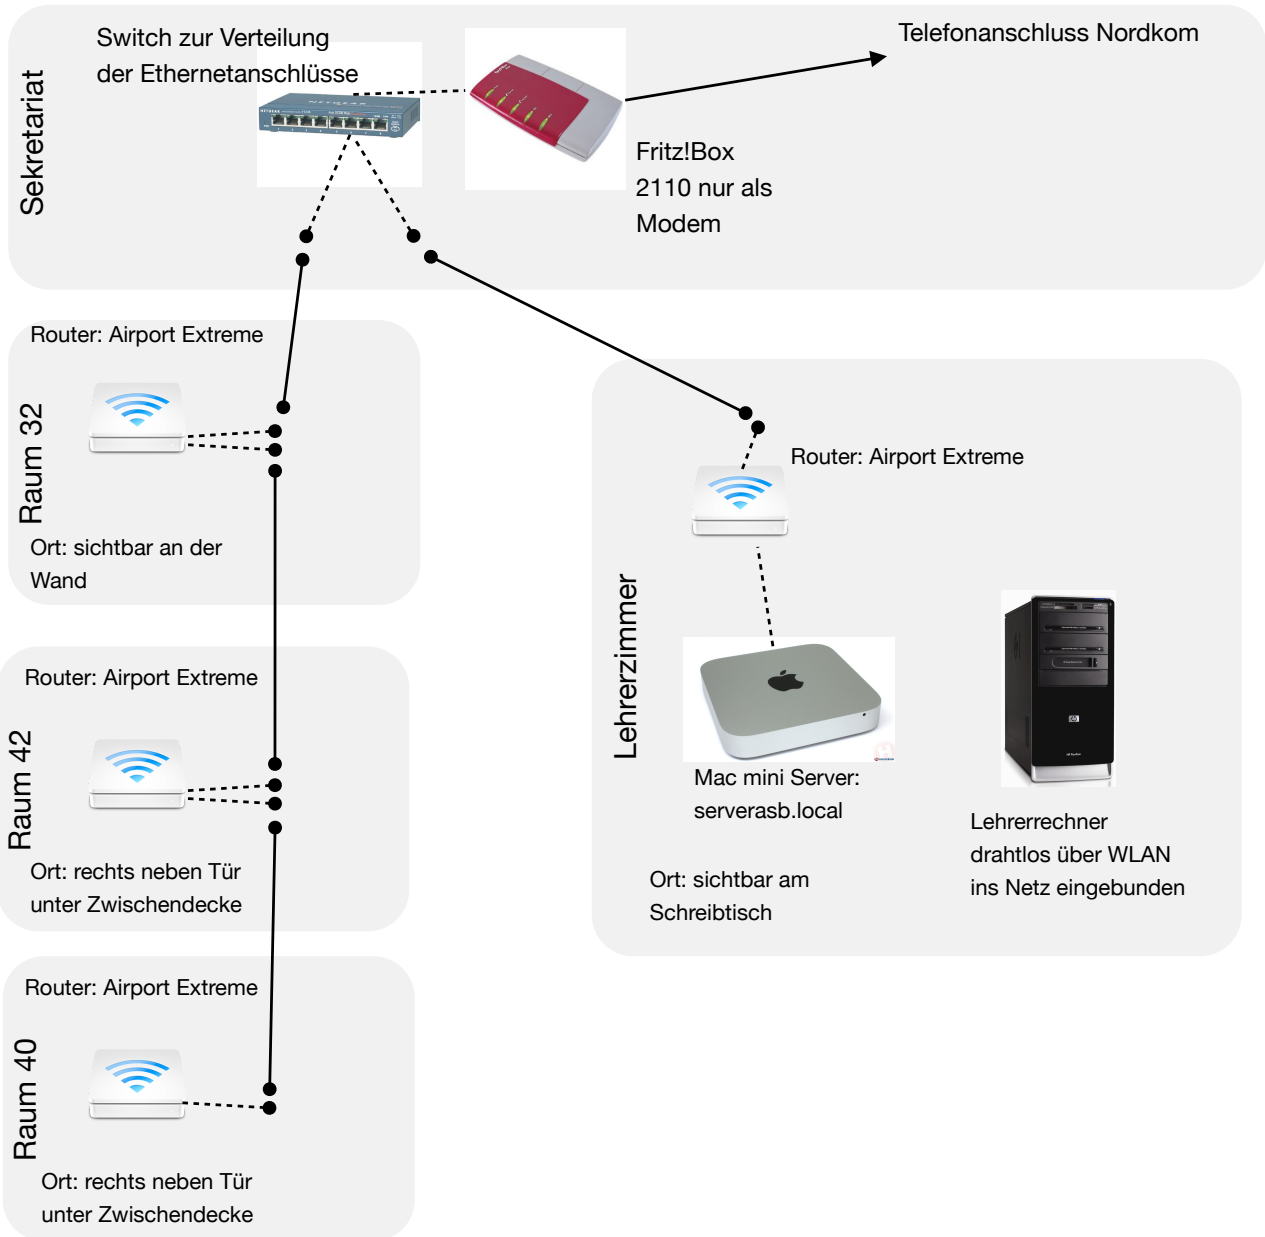 Sekretariat
Switch zur Verteilung
der Ethernetanschlüsse
NETGEAR
Telefonanschluss Nordkom
Fritz!Box
2110 nur als
Modem
Raum 32
Router: Airport Extreme
Ort: sichtbar an der
Wand
Raum 42
Router: Airport Extreme
Ort: rechts neben Tür
unter Zwischendecke
Raum 40
Router: Airport Extreme
Ort: rechts neben Tür
unter Zwischendecke
Lehrerzimmer
Router: Airport Extreme
Mac mini Server:
serverasb.local
Ort: sichtbar am
Schreibtisch
hp
Lehrerrechner
drahtlos über WLAN
ins Netz eingebunden